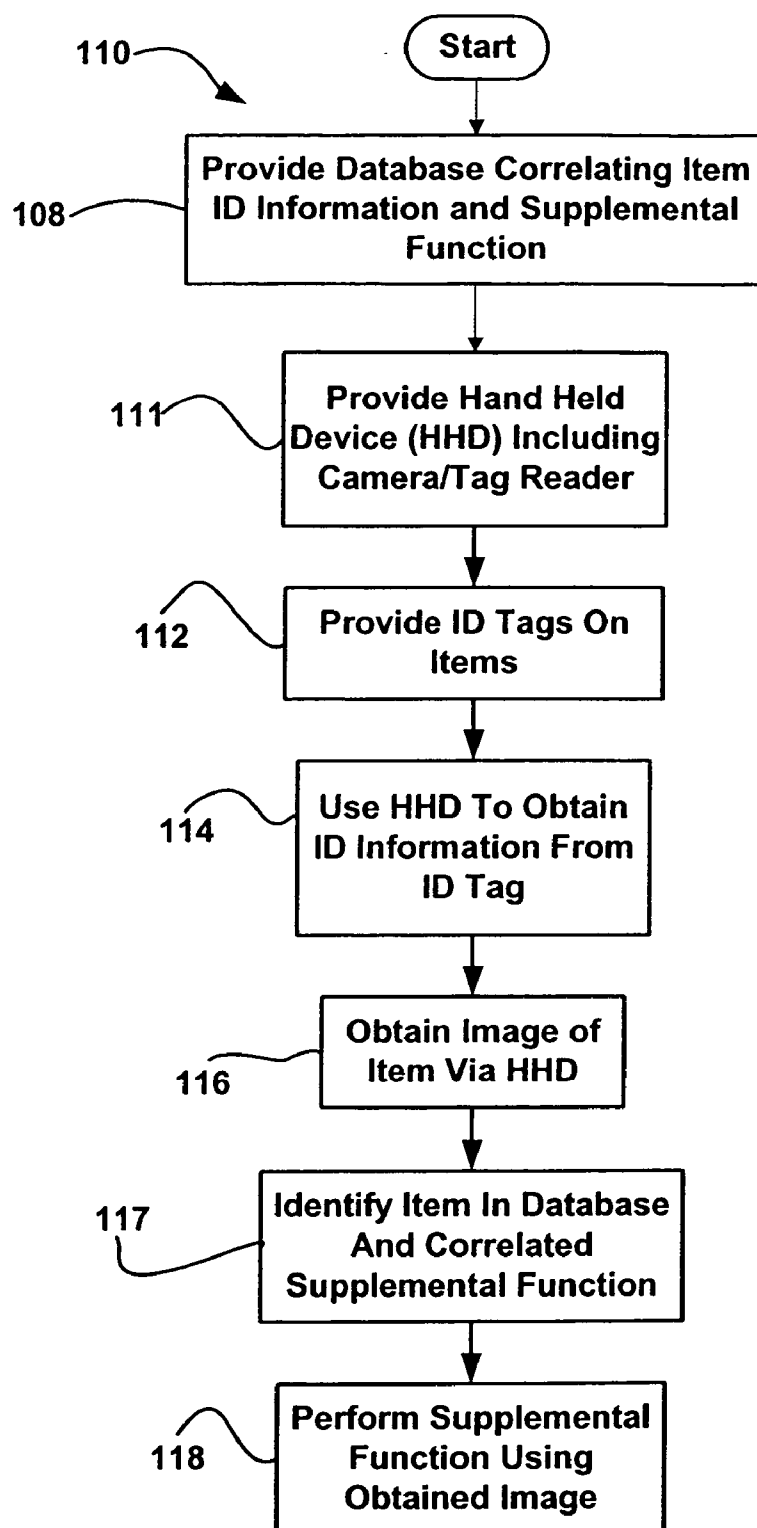 110
Start
108
Provide Database Correlating Item
ID Information and Supplemental
Function
111
Provide Hand Held
Device (HHD) Including
Camera/Tag Reader
112
Provide ID Tags On
Items
114
Use HHD To Obtain
ID Information From
ID Tag
116
Obtain Image of
Item Via HHD
117
Identify Item In Database
And Correlated
Supplemental Function
118
Perform Supplemental
Function Using
Obtained Image